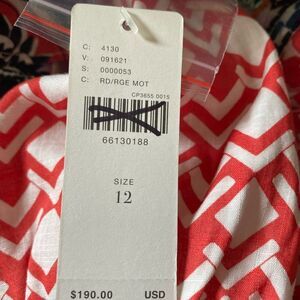 C: 4130
V: 091621
S: 0000053
C: RD/RGE MOT
CP3655 0015
66130188
SIZE
12
$190.00 USD